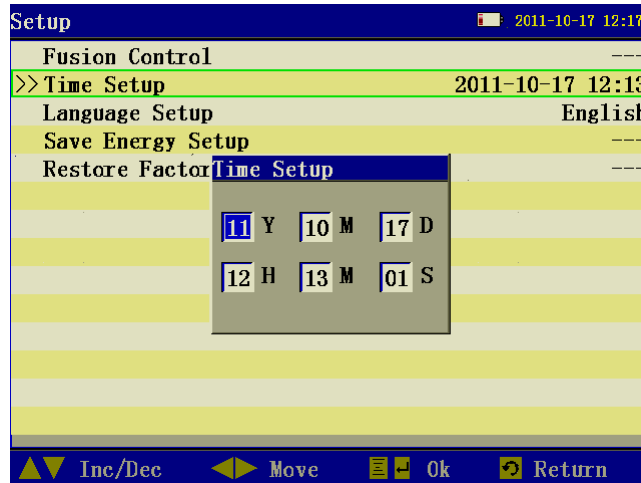 Setup 2011-10-17 12:17
Fusion Control ---
>> Time Setup 2011-10-17 12:13
Language Setup English
Save Energy Setup ---
Restore Factor ---
Time Setup
11 Y 10 M 17 D
12 H 13 M 01 S
Inc/Dec Move Ok Return